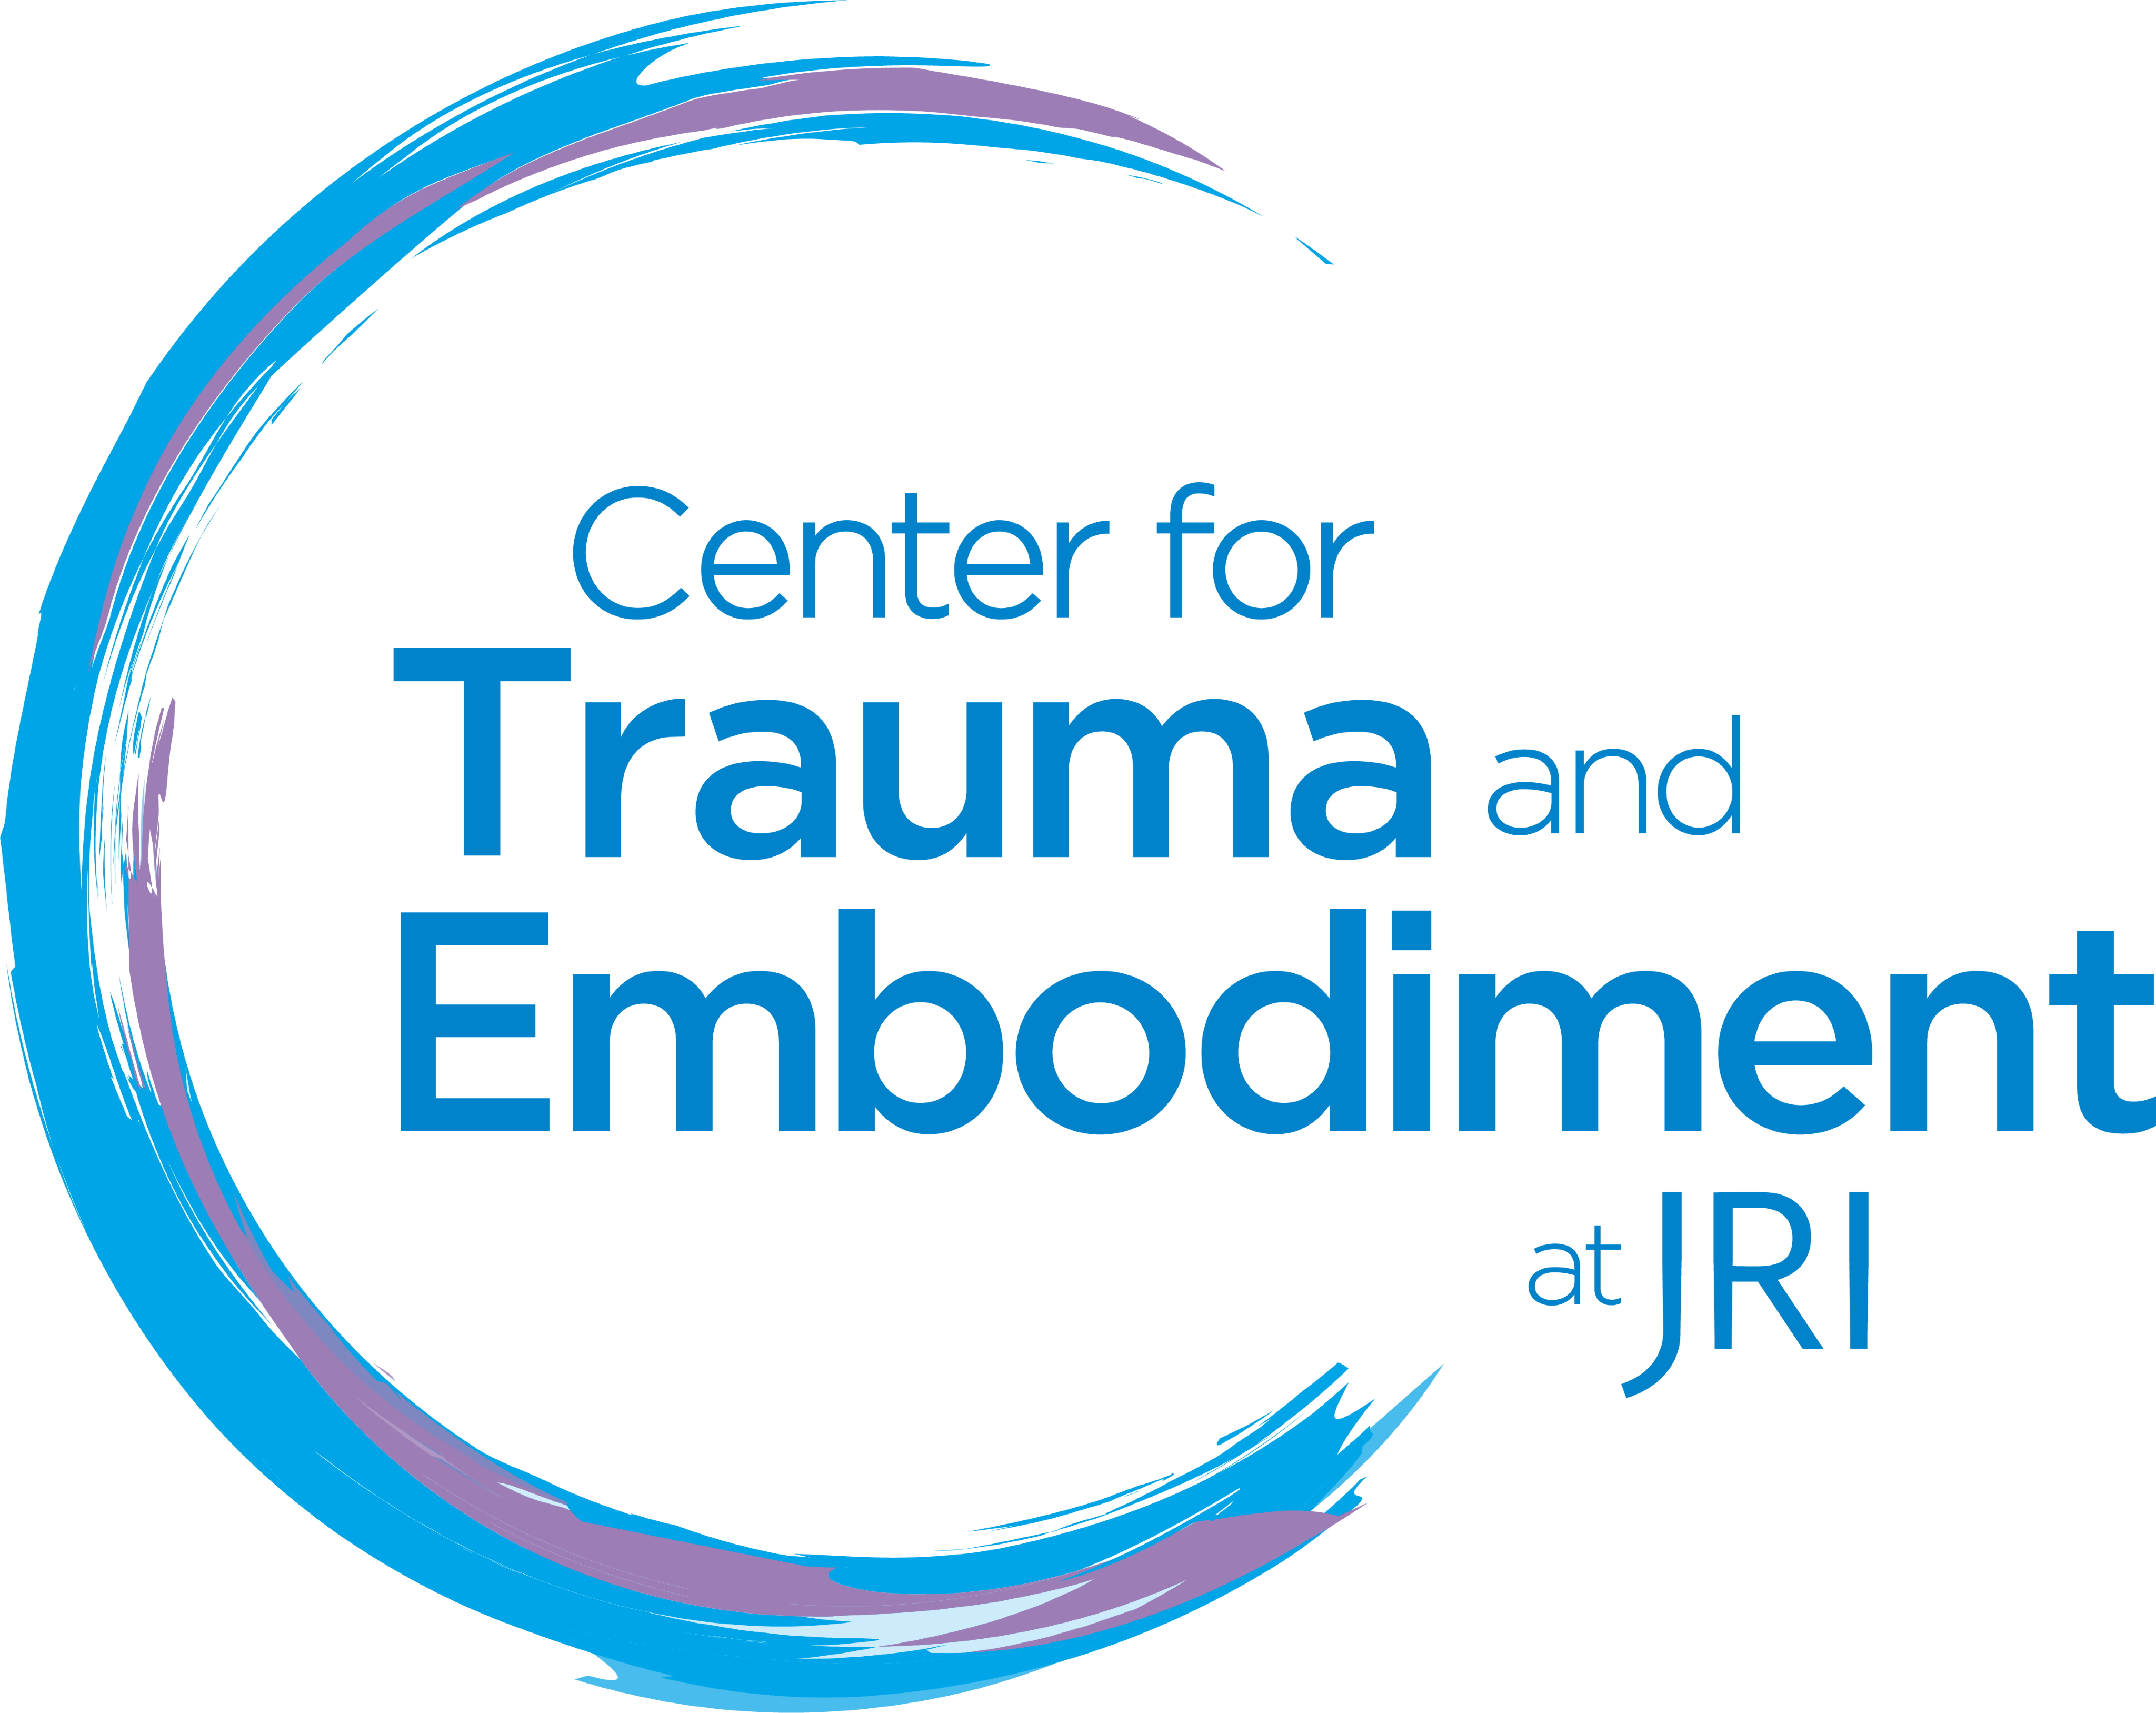 Center for
Trauma and
Embodiment
at JRI